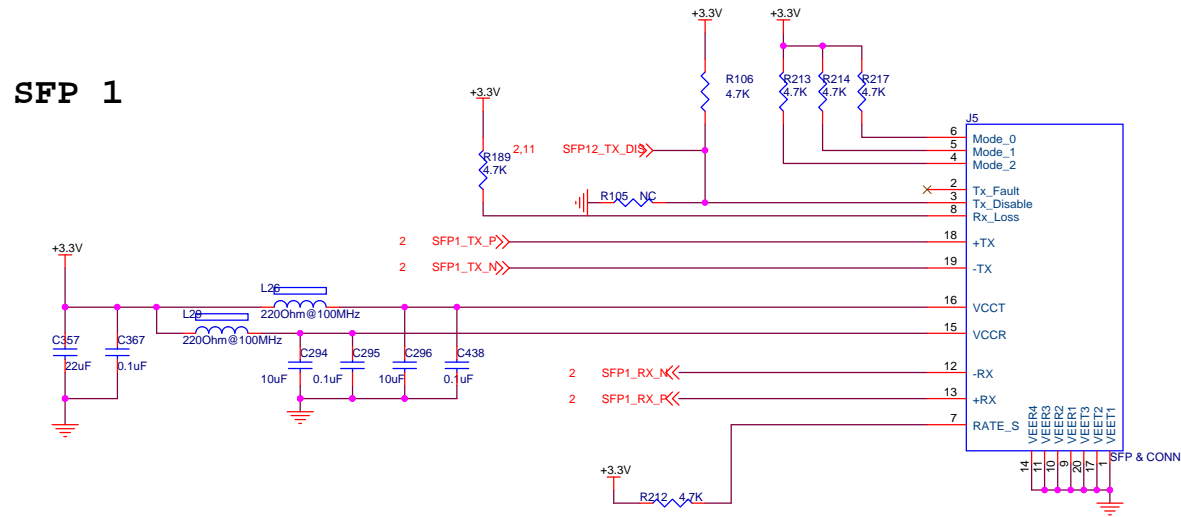 +3.3V
+3.3V
SFP 1
R106
4.7K
R213
4.7K
R214
4.7K
R217
4.7K
+3.3V
J5
2,11
SFP12_TX_DIS
R189
4.7K
6
Mode_0
5
Mode_1
4
Mode_2
2
Tx_Fault
R105
NC
3
Tx_Disable
8
Rx_Loss
2
SFP1_TX_P
18
+TX
+3.3V
2
SFP1_TX_N
19
-TX
L26
220Ohm@100MHz
16
VCCT
L29
220Ohm@100MHz
15
VCCR
C357
22uF
C367
0.1uF
C294
10uF
C295
0.1uF
C296
10uF
C438
0.1uF
2
SFP1_RX_N
12
-RX
2
SFP1_RX_P
13
+RX
7
RATE_S
VEER4
VEER3
VEER2
VEER1
VEET3
VEET2
VEET1
SFP & CONN
14
11
10
9
20
17
1
+3.3V
R212
4.7K